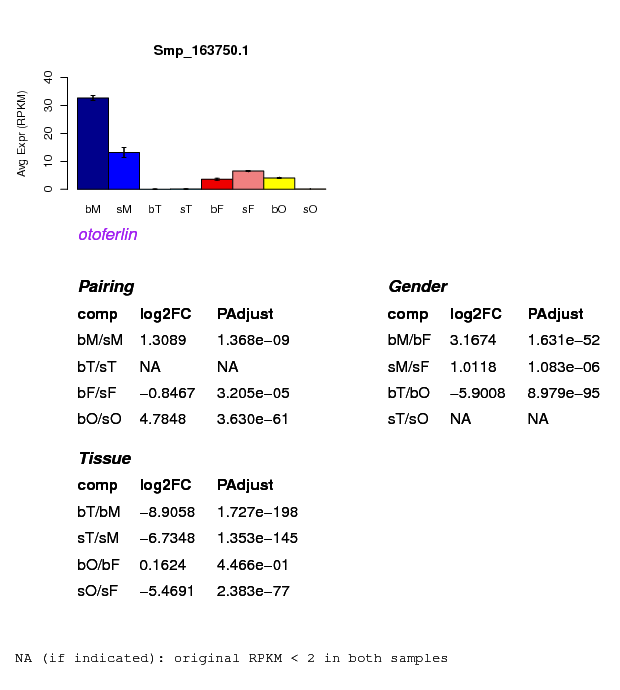 Smp_163750.1
Avg Expr (RPKM)
40
30
20
10
0
bM sM bT sT bF sF bO sO
otoferlin
Pairing
comp log2FC PAdjust
bM/sM 1.3089 1.368e−09
bT/sT NA NA
bF/sF −0.8467 3.205e−05
bO/sO 4.7848 3.630e−61
Gender
comp log2FC PAdjust
bM/bF 3.1674 1.631e−52
sM/sF 1.0118 1.083e−06
bT/bO −5.9008 8.979e−95
sT/sO NA NA
Tissue
comp log2FC PAdjust
bT/bM −8.9058 1.727e−198
sT/sM −6.7348 1.353e−145
bO/bF 0.1624 4.466e−01
sO/sF −5.4691 2.383e−77
NA (if indicated): original RPKM < 2 in both samples